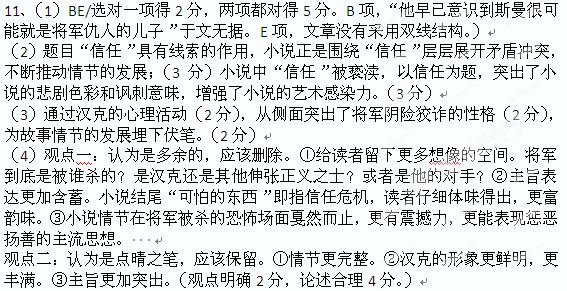 11、（1）BE/选对一项得 2 分，两项都对得 5 分。B 项，“他早已意识到斯曼很可
能就是将军仇人的儿子”于文无据。E 项，文章没有采用双线结构。）
（2）题目“信任”具有线索的作用，小说正是围绕“信任”层层展开矛盾冲突，
不断推动情节的发展；（3 分）小说中“信任”被亵渎，以信任为题，突出了小
说的悲剧色彩和讽刺意味，增强了小说的艺术感染力。（3 分）
（3）通过汉克的心理活动（2 分），从侧面突出了将军阴险狡诈的性格（2 分），
为故事情节的发展埋下伏笔。（2 分）
（4）观点一：认为是多余的，应该删除。①给读者留下更多想像的空间。将军
到底是被谁杀的？是汉克还是其他伸张正义之士？或者是他的对手？②主旨表
达更加含蓄。小说结尾“可怕的东西”即指信任危机，读者仔细体味得出，更富
韵味。③小说情节在将军被杀的恐怖场面戛然而止，更有震撼力，更能表现惩恶
扬善的主流思想。
观点二：认为是点睛之笔，应该保留。①情节更完整。②汉克的形象更鲜明，更
丰满。③主旨更加突出。（观点明确 2 分，论述合理 4 分。）